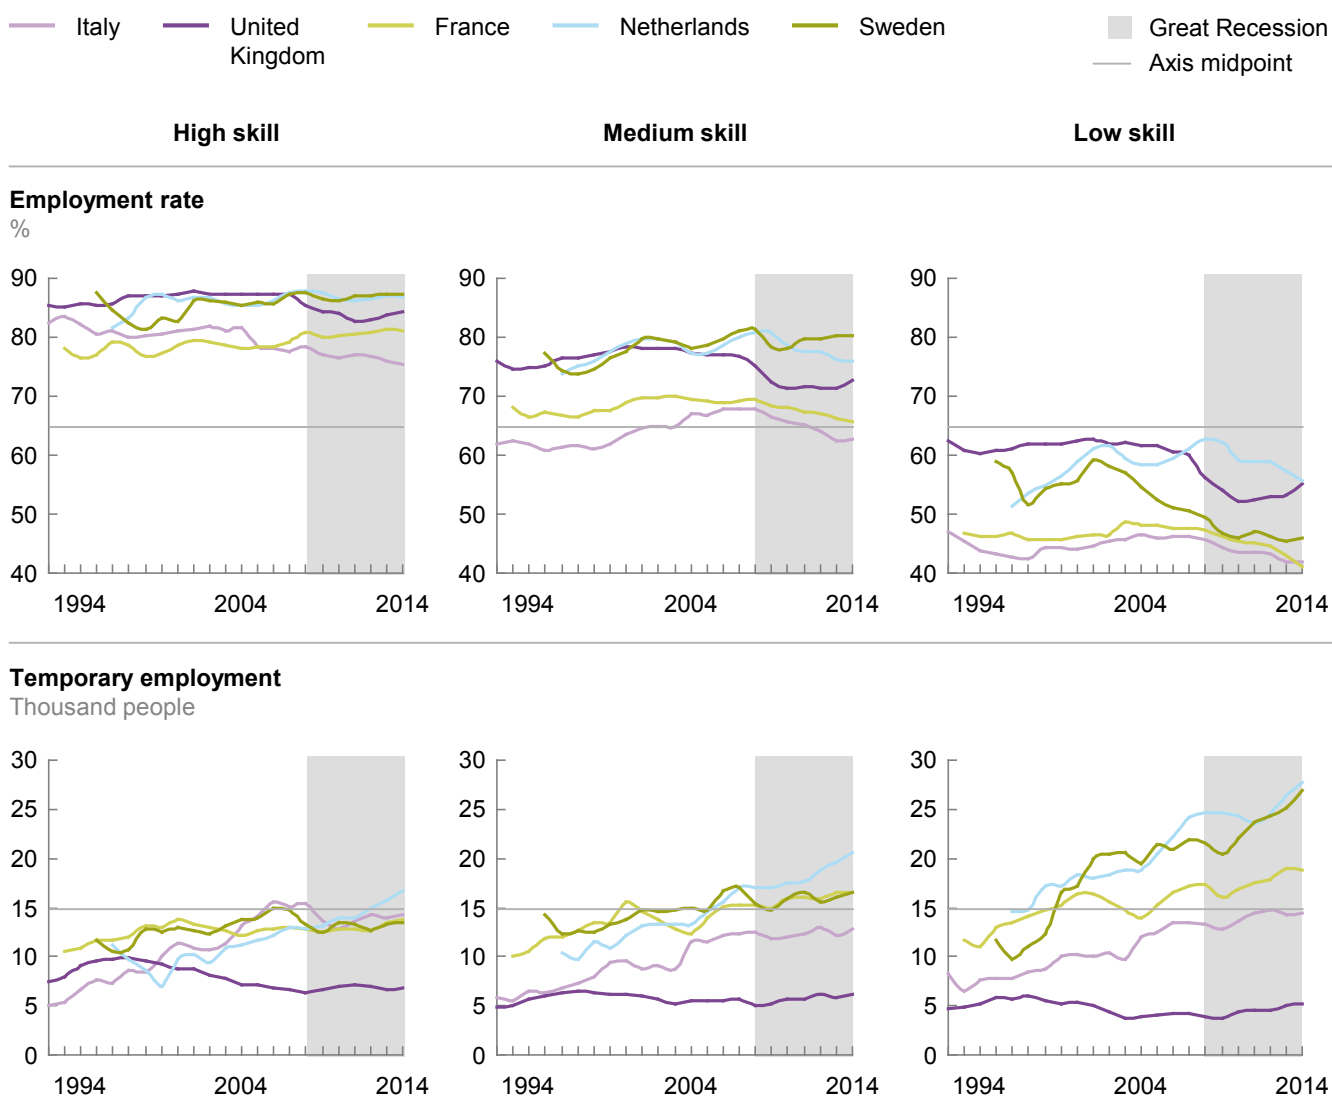 Italy United Kingdom France Netherlands Sweden Great Recession
Axis midpoint
High skill Medium skill Low skill
Employment rate
%
90 90 90
80 80 80
70 70 70
60 60 60
50 50 50
40 40 40
1994 2004 2014 1994 2004 2014 1994 2004 2014
Temporary employment
Thousand people
30 30 30
25 25 25
20 20 20
15 15 15
10 10 10
5 5 5
0 0 0
1994 2004 2014 1994 2004 2014 1994 2004 2014